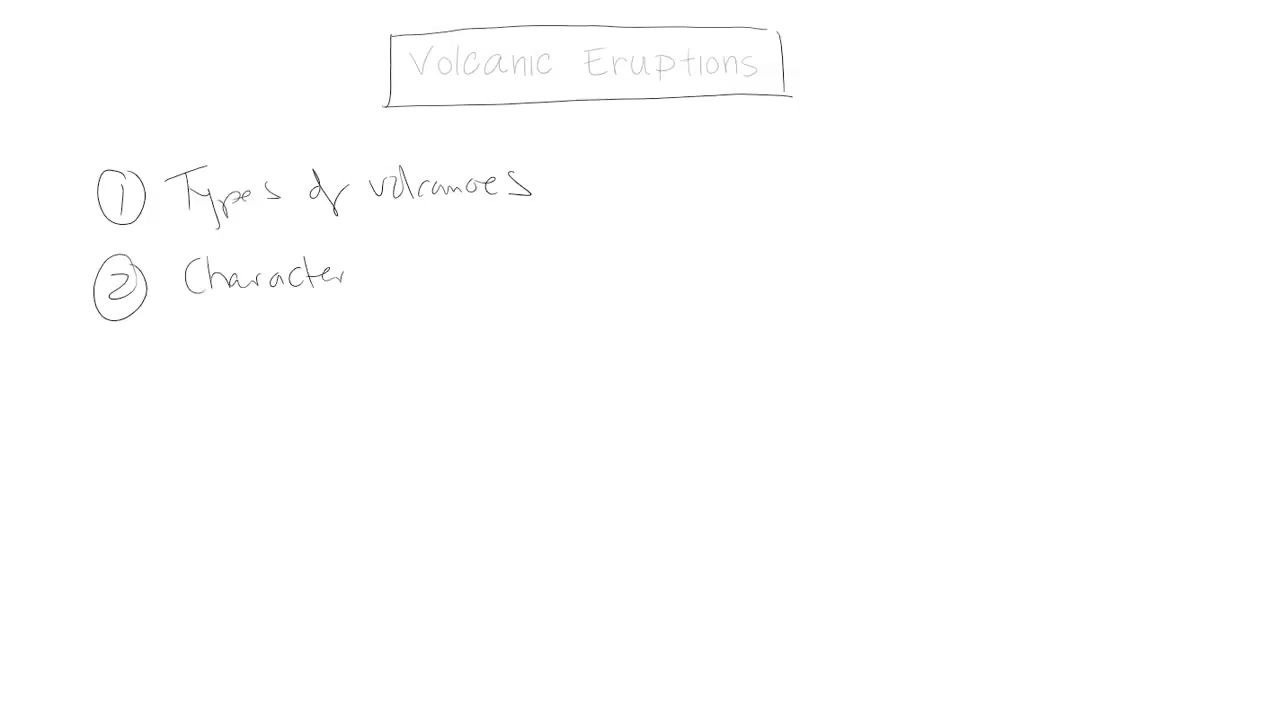 Volcanic Eruptions
① Types of volcanoes
② Character